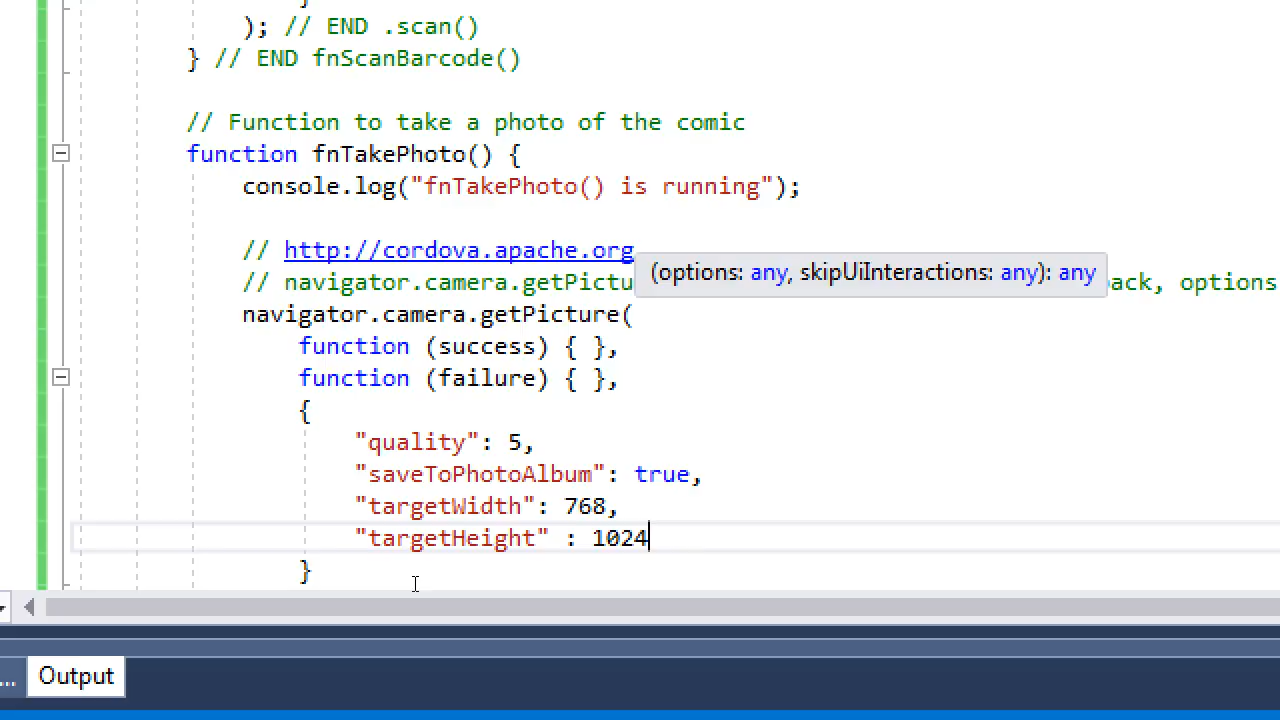 ); // END .scan()
} // END fnScanBarcode()
// Function to take a photo of the comic
function fnTakePhoto() {
console.log("fnTakePhoto() is running");
// http://cordova.apache.org
(options: any, skipUiInteractions: any): any
// navigator.camera.getPictu ack, options
navigator.camera.getPicture(
function (success) { },
function (failure) { },
{
"quality": 5,
"saveToPhotoAlbum": true,
"targetWidth": 768,
"targetHeight" : 1024
}
... Output